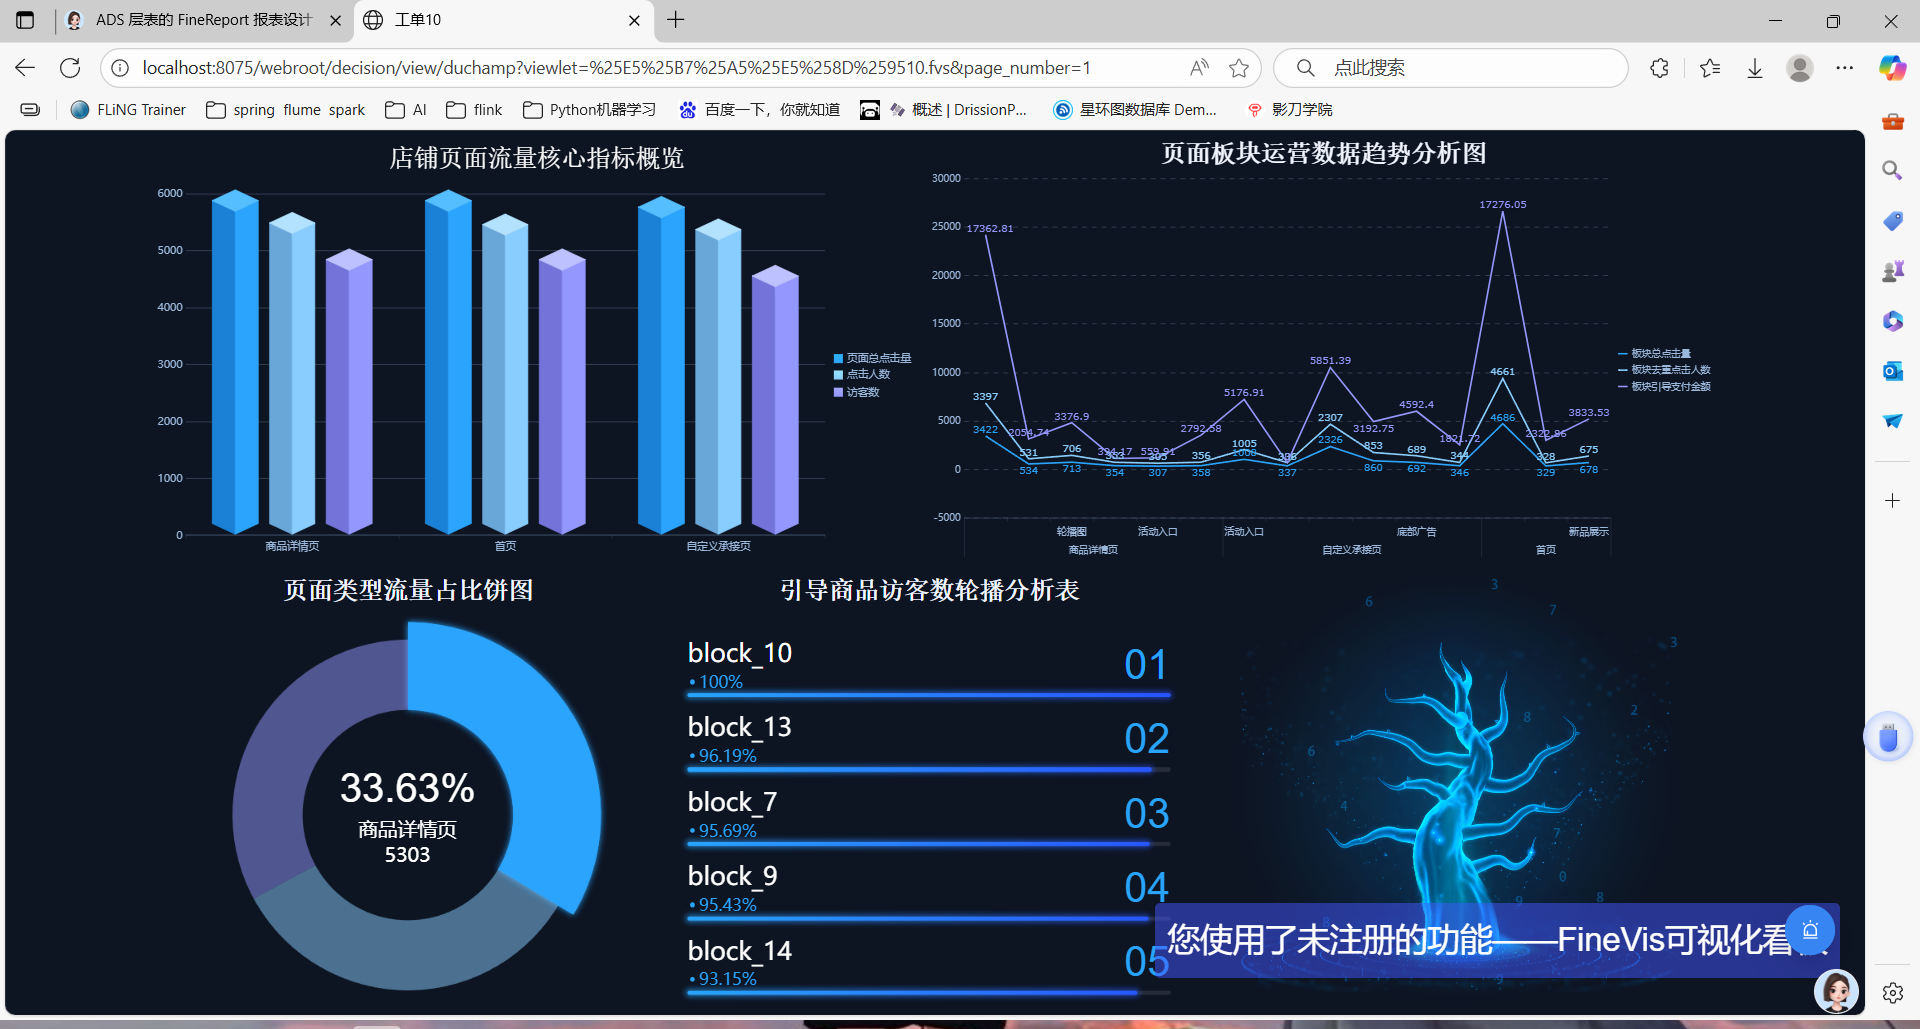 ADS 层表的 FineReport 报表设计
工单10
localhost:8075/webroot/decision/view/duchamp?viewlet=%25E5%25B7%25A5%25E5%258D%259510.fvs&page_number=1
点此搜索
FLiNG Trainer
spring flume spark
AI
flink
Python机器学习
百度一下，你就知道
概述 | DrissionP...
星环图数据库 Dem...
影刀学院
店铺页面流量核心指标概览
6000
5000
4000
3000
2000
1000
0
商品详情页
首页
自定义承接页
页面总点击量
点击人数
访客数
页面板块运营数据趋势分析图
30000
25000
20000
15000
10000
5000
0
-5000
17362.81
3397
3422
2054.74
531
534
3376.9
706
713
354
559.91
307
2792.58
356
358
5176.91
1005
1008
337
5851.39
2307
2326
3192.75
853
860
4592.4
689
692
1821.72
344
346
17276.05
4661
4686
2322.86
328
329
3833.53
675
678
轮播图
活动入口
活动入口
底部广告
新品展示
商品详情页
自定义承接页
首页
板块总点击量
板块去重点击人数
板块引导支付金额
页面类型流量占比饼图
33.63%
商品详情页
5303
引导商品访客数轮播分析表
block_10
01
• 100%
block_13
02
• 96.19%
block_7
03
• 95.69%
block_9
04
• 95.43%
block_14
05
• 93.15%
3
6
7
3
2
8
6
4
7
0
8
9
您使用了未注册的功能——FineVis可视化看